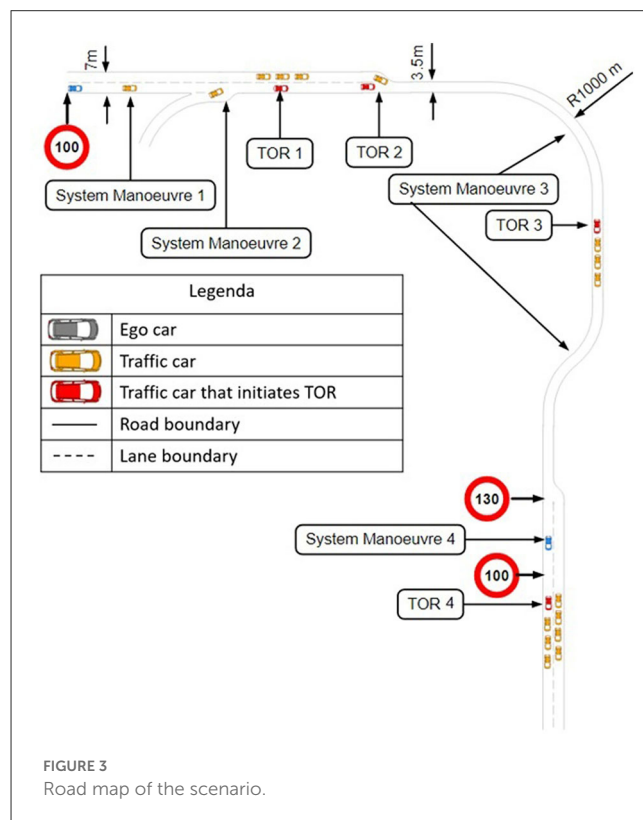 7m
3.5m
R1000 m
100
TOR 1
TOR 2
System Manoeuvre 1
System Manoeuvre 3
System Manoeuvre 2
TOR 3
Legenda
Ego car
Traffic car
Traffic car that initiates TOR
Road boundary
Lane boundary
130
System Manoeuvre 4
100
TOR 4
FIGURE 3
Road map of the scenario.